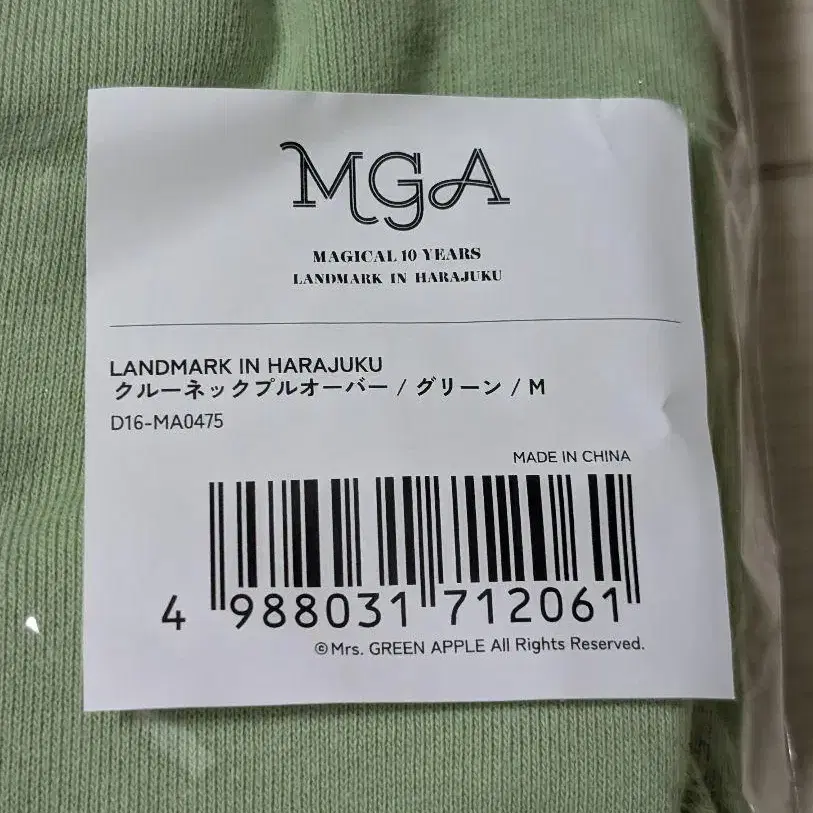 MGA
MAGICAL 10 YEARS
LANDMARK IN HARAJUKU
LANDMARK IN HARAJUKU
クルーネックプルオーバー / グリーン / M
D16-MA0475
MADE IN CHINA
4 988031 712061
©Mrs. GREEN APPLE All Rights Reserved.